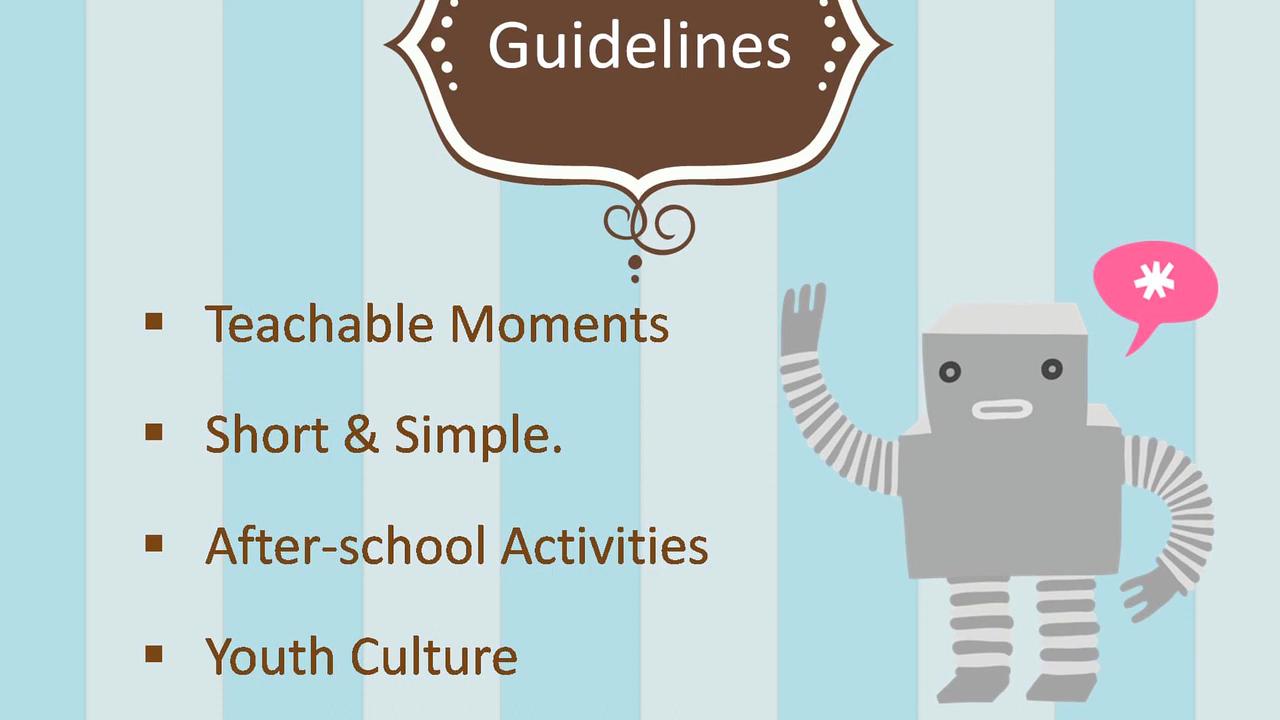 Guidelines
*
▪ Teachable Moments
▪ Short & Simple.
▪ After-school Activities
▪ Youth Culture